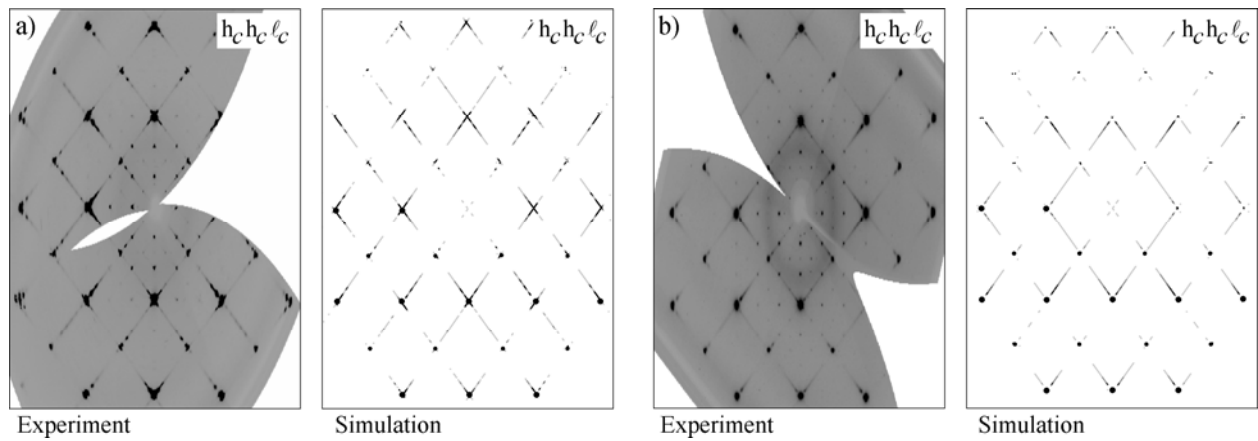 a)
h_c h_c ℓ_c
h_c h_c ℓ_c
b)
h_c h_c ℓ_c
h_c h_c ℓ_c
Experiment
Simulation
Experiment
Simulation